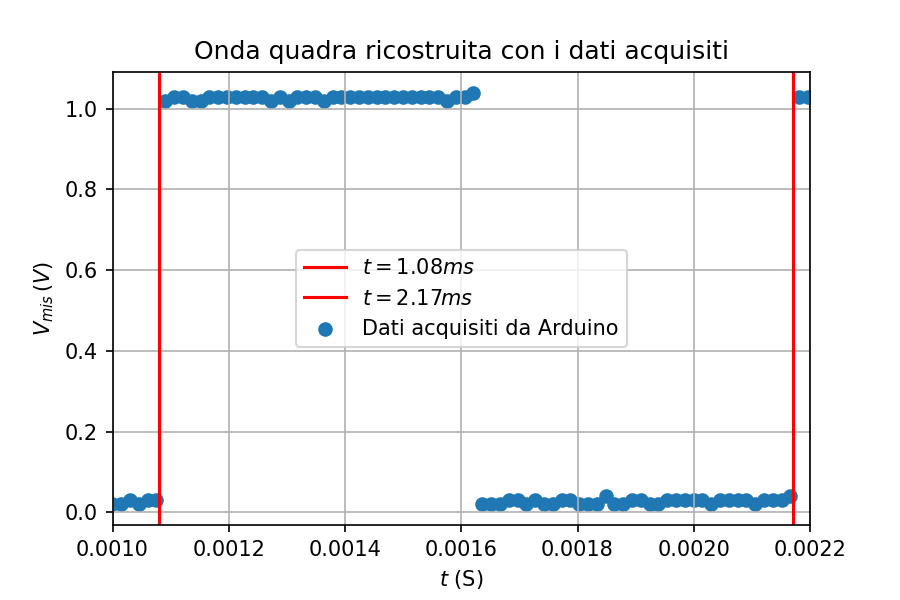 Onda quadra ricostruita con i dati acquisiti
V_mis (V)
1.0
0.8
0.6
0.4
0.2
0.0
t = 1.08ms
t = 2.17ms
Dati acquisiti da Arduino
0.0010 0.0012 0.0014 0.0016 0.0018 0.0020 0.0022
t (S)